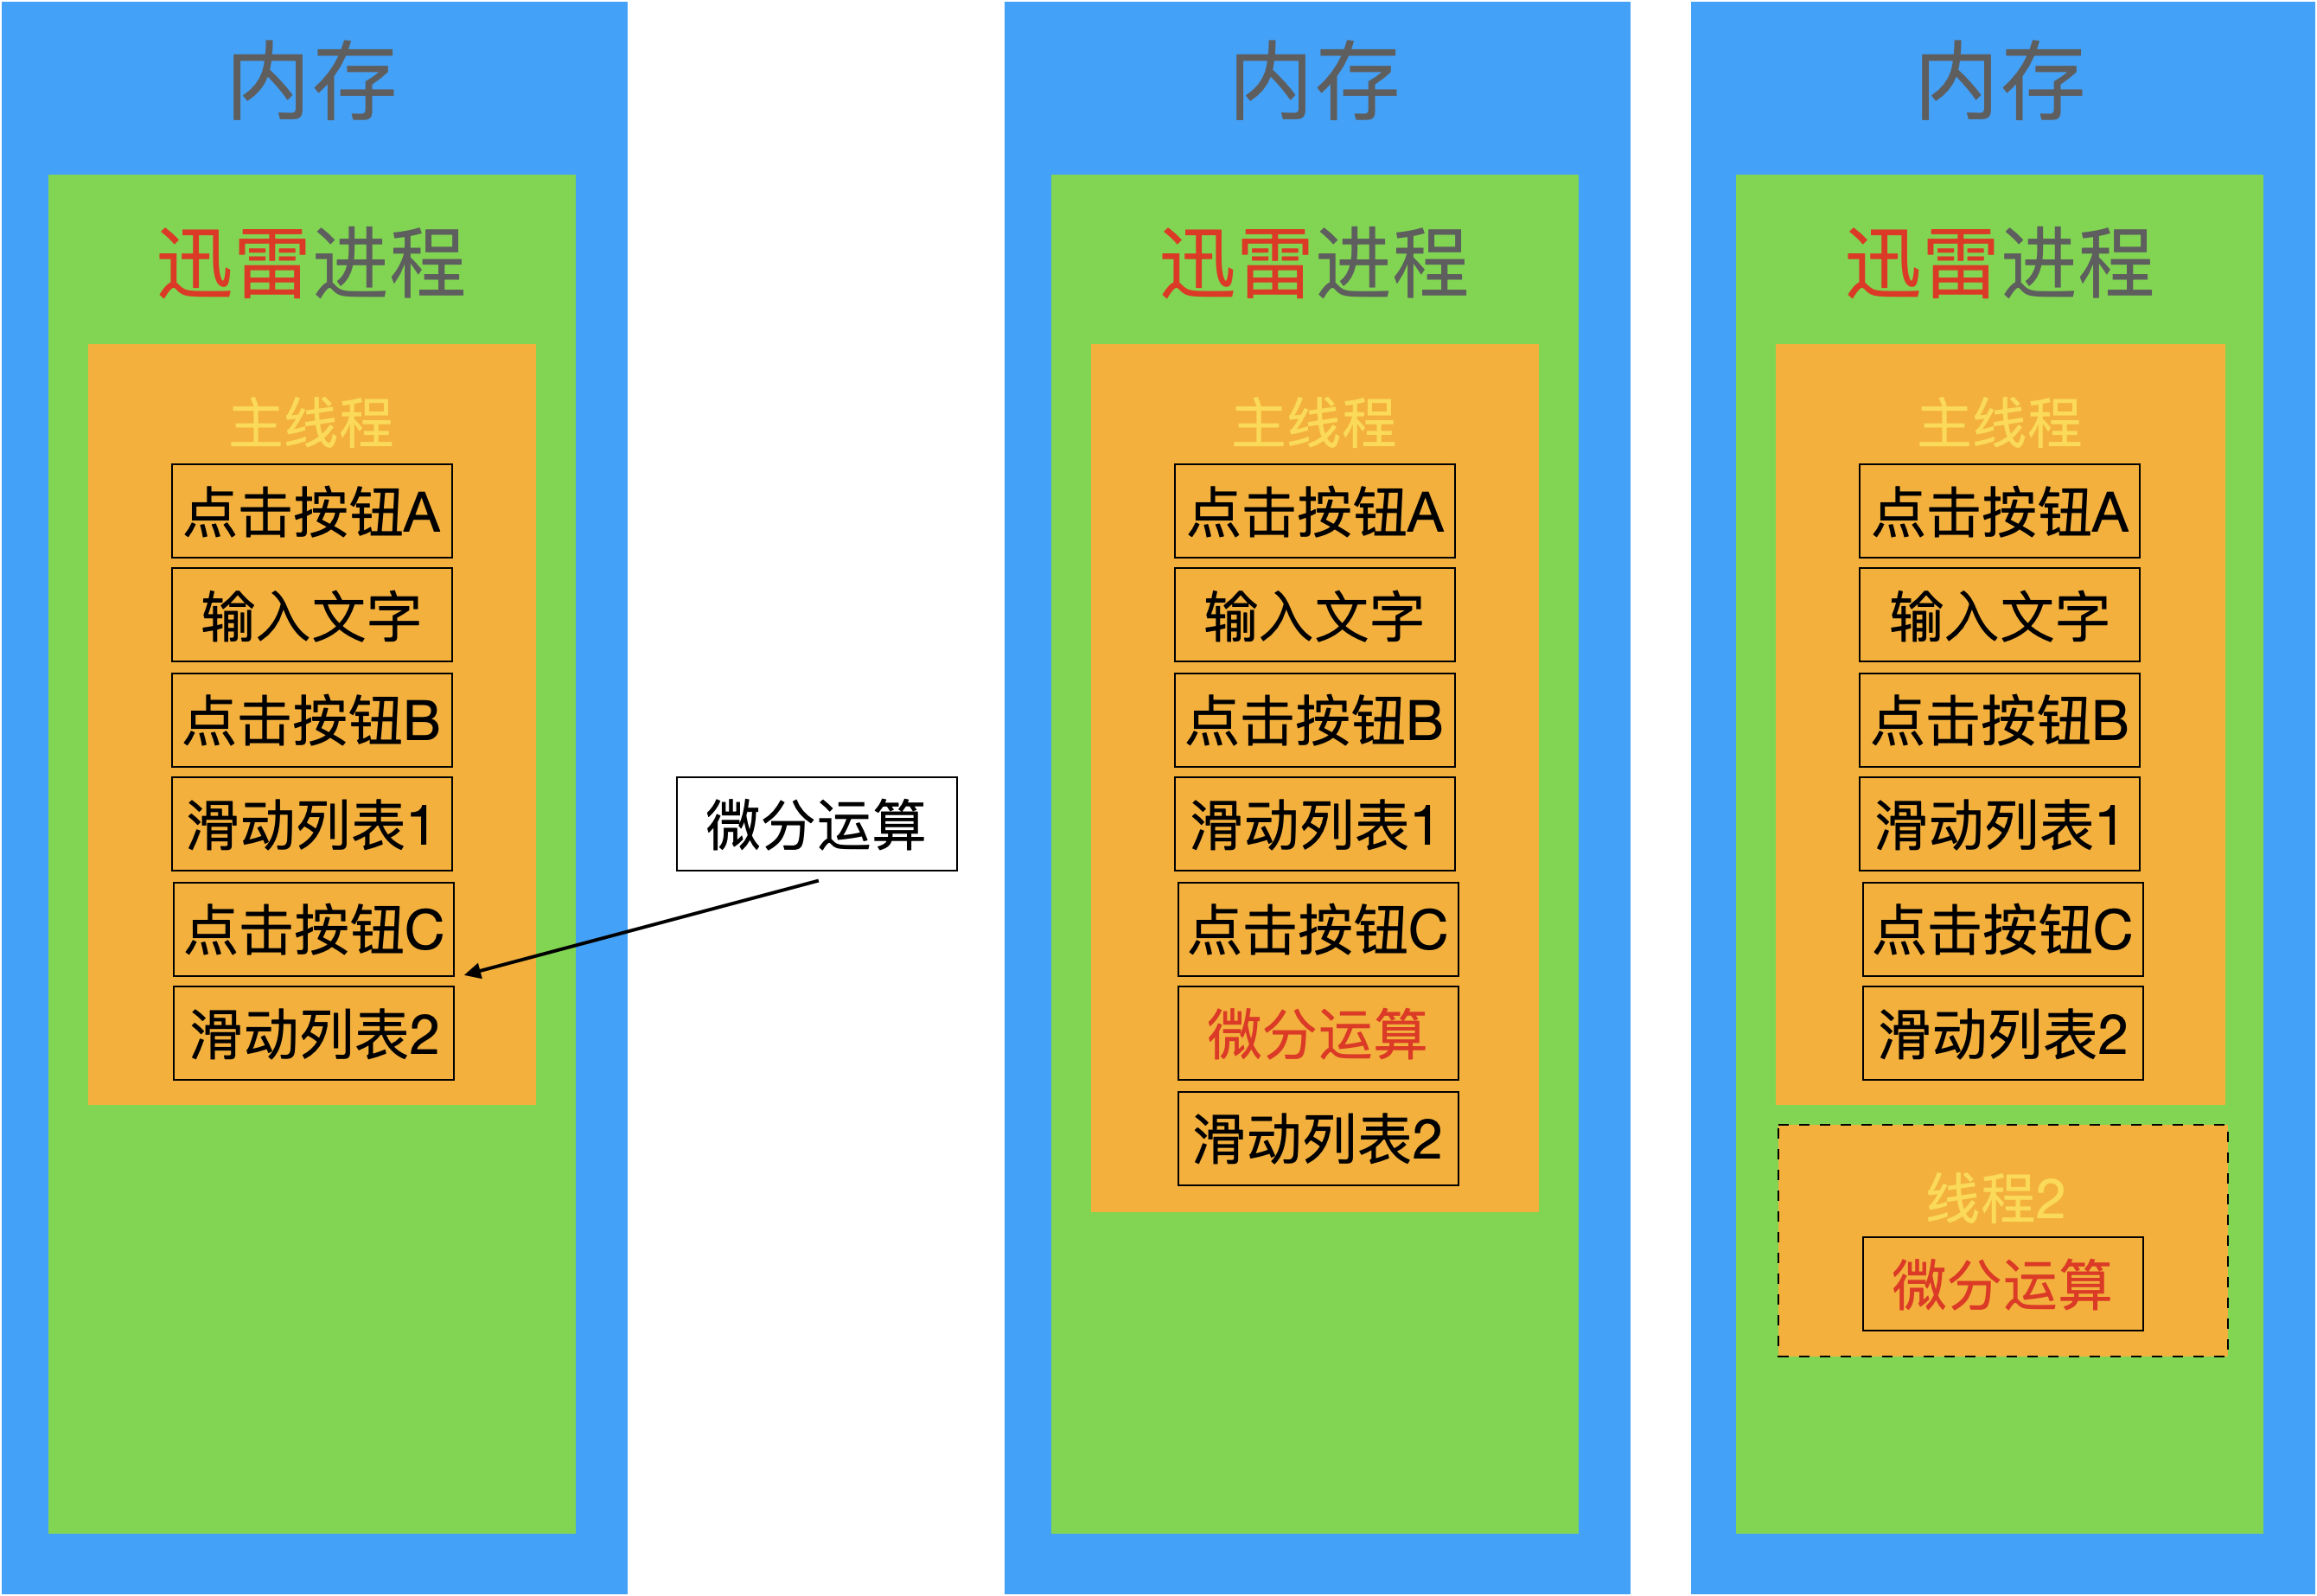 内存
迅雷进程
主线程
点击按钮A
输入文字
点击按钮B
滑动列表1
点击按钮C
滑动列表2
微分运算
内存
迅雷进程
主线程
点击按钮A
输入文字
点击按钮B
滑动列表1
点击按钮C
微分运算
滑动列表2
内存
迅雷进程
主线程
点击按钮A
输入文字
点击按钮B
滑动列表1
点击按钮C
滑动列表2
线程2
微分运算